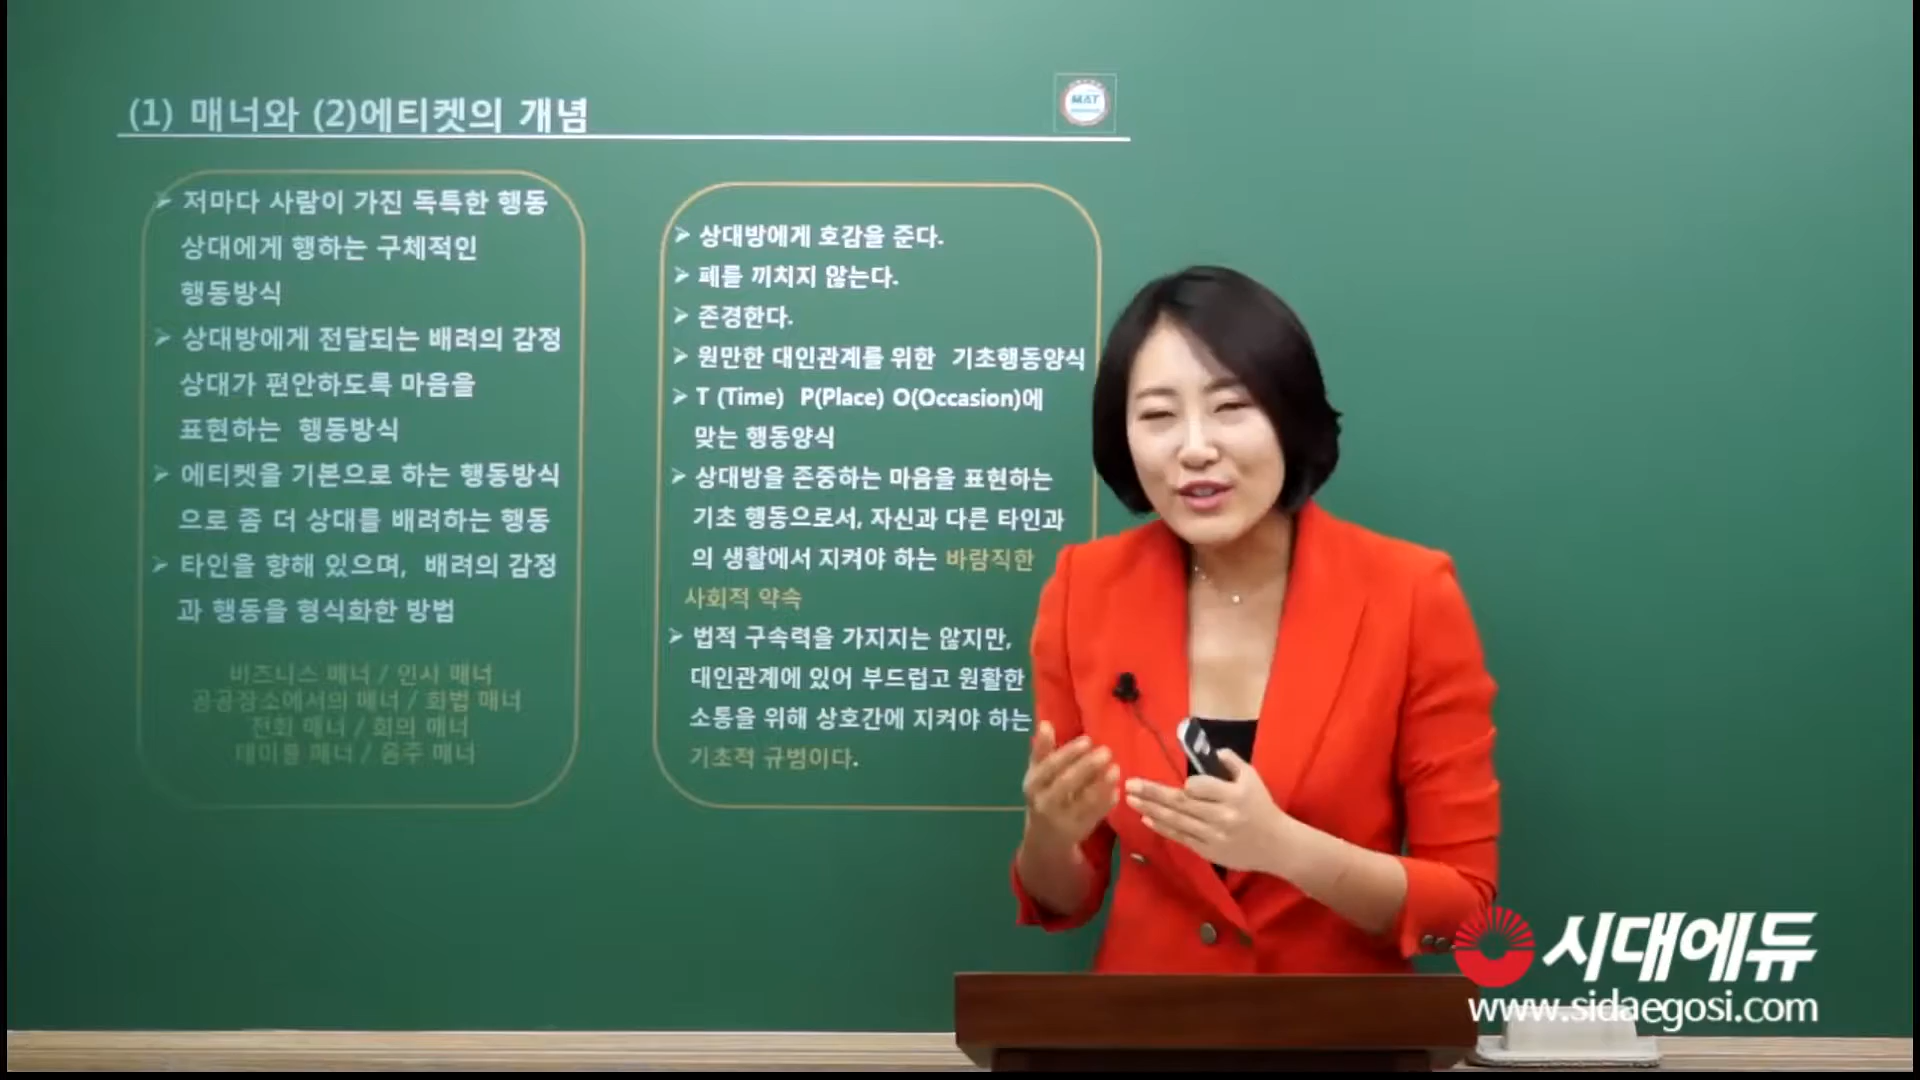 (1) 매너와 (2)에티켓의 개념
MAT
➢ 저마다 사람이 가진 독특한 행동
상대에게 행하는 구체적인
행동방식
➢ 상대방에게 전달되는 배려의 감정
상대가 편안하도록 마음을
표현하는 행동방식
➢ 에티켓을 기본으로 하는 행동방식
으로 좀 더 상대를 배려하는 행동
➢ 타인을 향해 있으며, 배려의 감정
과 행동을 형식화한 방법
비즈니스 매너 / 인사 매너
공공장소에서의 매너 / 화법 매너
전화 매너 / 회의 매너
테이블 매너 / 음주 매너
➢ 상대방에게 호감을 준다.
➢ 폐를 끼치지 않는다.
➢ 존경한다.
➢ 원만한 대인관계를 위한 기초행동양식
➢ T (Time) P(Place) O(Occasion)에
맞는 행동양식
➢ 상대방을 존중하는 마음을 표현하는
기초 행동으로서, 자신과 다른 타인과
의 생활에서 지켜야 하는 바람직한
사회적 약속
➢ 법적 구속력을 가지지는 않지만,
대인관계에 있어 부드럽고 원활한
소통을 위해 상호간에 지켜야 하는
기초적 규범이다.
시대에듀
www.sidaegosi.com